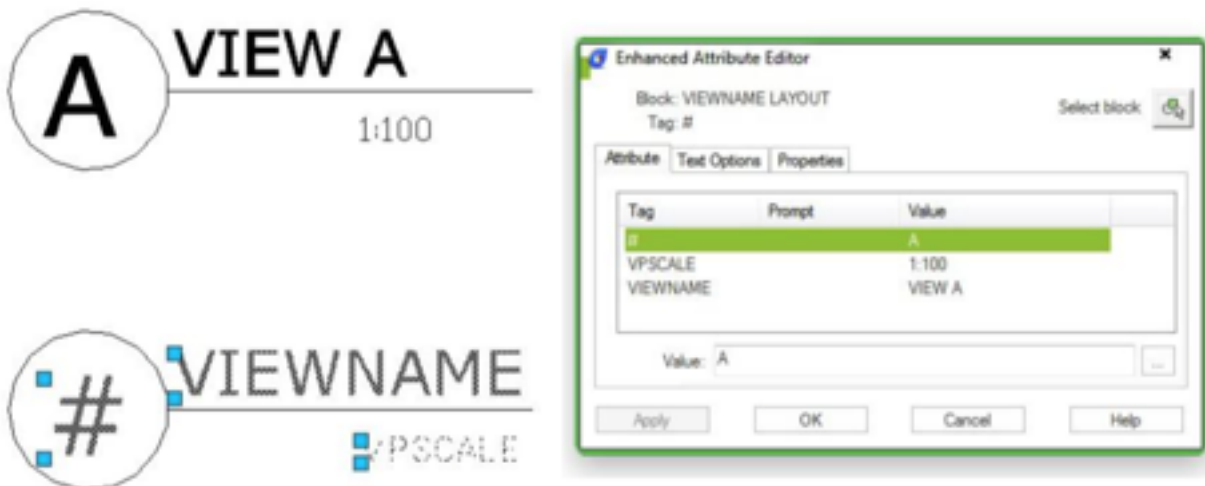 VIEW A
A
1:100
VIEWNAME
#
VPSCALE
Enhanced Attribute Editor
Block: VIEWNAME LAYOUT
Tag: #
Select block
Attribute Text Options Properties
Tag Prompt Value
# A
VPSCALE 1:100
VIEWNAME VIEW A
Value: A
...
Apply OK Cancel Help